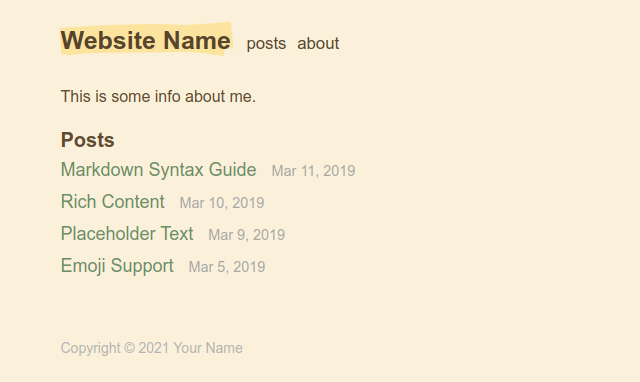 Website Name posts about
This is some info about me.
Posts
Markdown Syntax Guide Mar 11, 2019
Rich Content Mar 10, 2019
Placeholder Text Mar 9, 2019
Emoji Support Mar 5, 2019
Copyright © 2021 Your Name